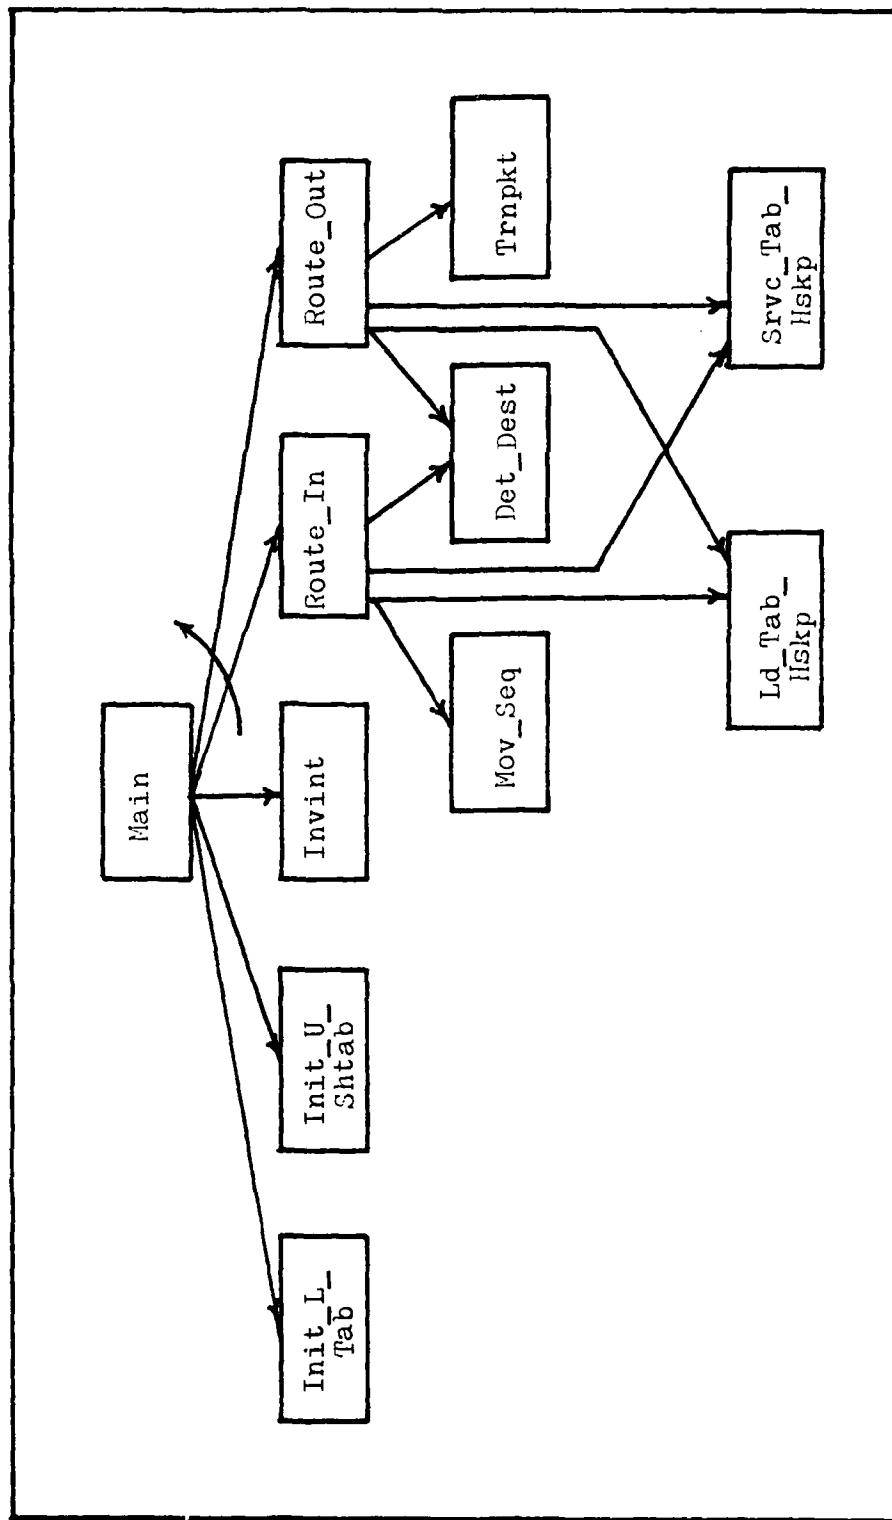 Main
Init_L_
Tab
Init_U_
Shtab
Invint
Route_In
Route_Out
Mov_Seq
Det_Dest
Trnpkt
Ld_Tab_
Hskp
Srvc_Tab_
Hskp